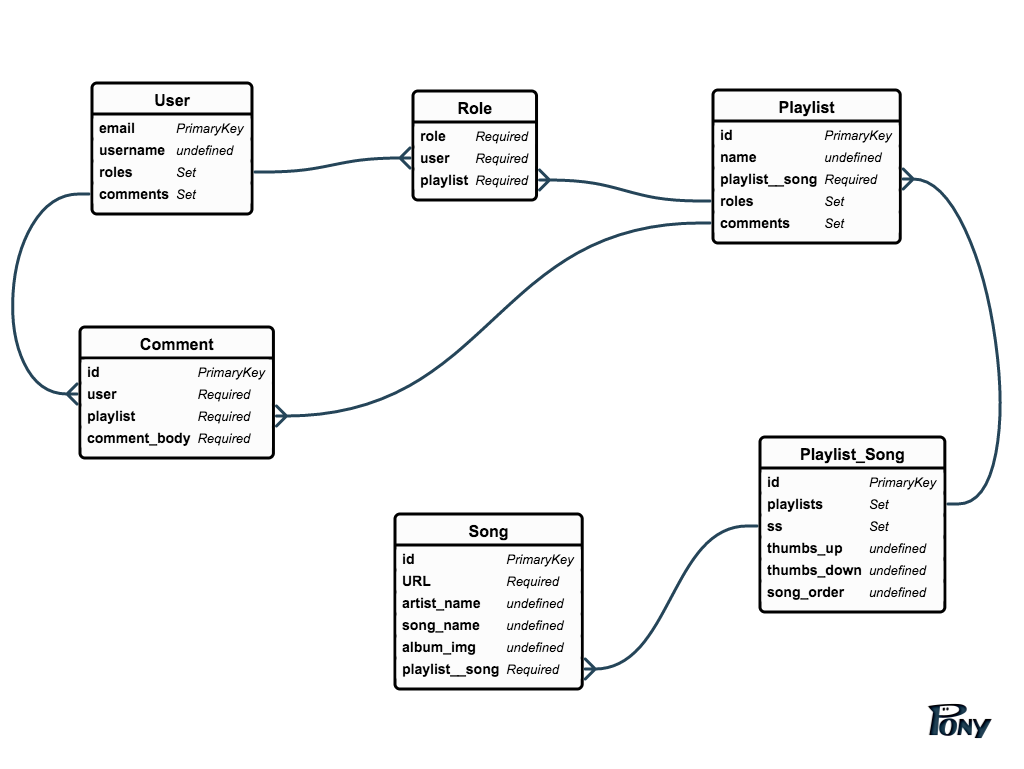 User
email PrimaryKey
username undefined
roles Set
comments Set
Role
role Required
user Required
playlist Required
Playlist
id PrimaryKey
name undefined
playlist__song Required
roles Set
comments Set
Comment
id PrimaryKey
user Required
playlist Required
comment_body Required
Playlist_Song
id PrimaryKey
playlists Set
ss Set
thumbs_up undefined
thumbs_down undefined
song_order undefined
Song
id PrimaryKey
URL Required
artist_name undefined
song_name undefined
album_img undefined
playlist__song Required
PONY